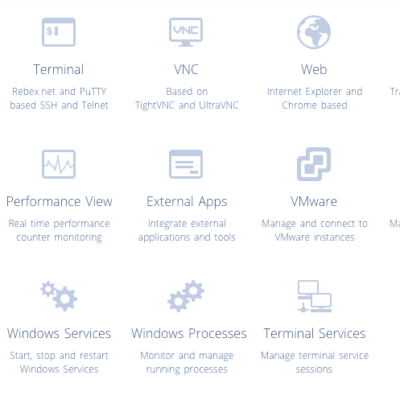 $
VNC
Terminal
VNC
Web
Rebex.net and PuTTY
based SSH and Telnet
Based on
TightVNC and UltraVNC
Internet Explorer and
Chrome based
Tr
Performance View
External Apps
VMware
Real time performance
counter monitoring
Integrate external
applications and tools
Manage and connect to
VMware instances
Ma
Windows Services
Windows Processes
Terminal Services
Start, stop and restart
Windows Services
Monitor and manage
running processes
Manage terminal service
sessions